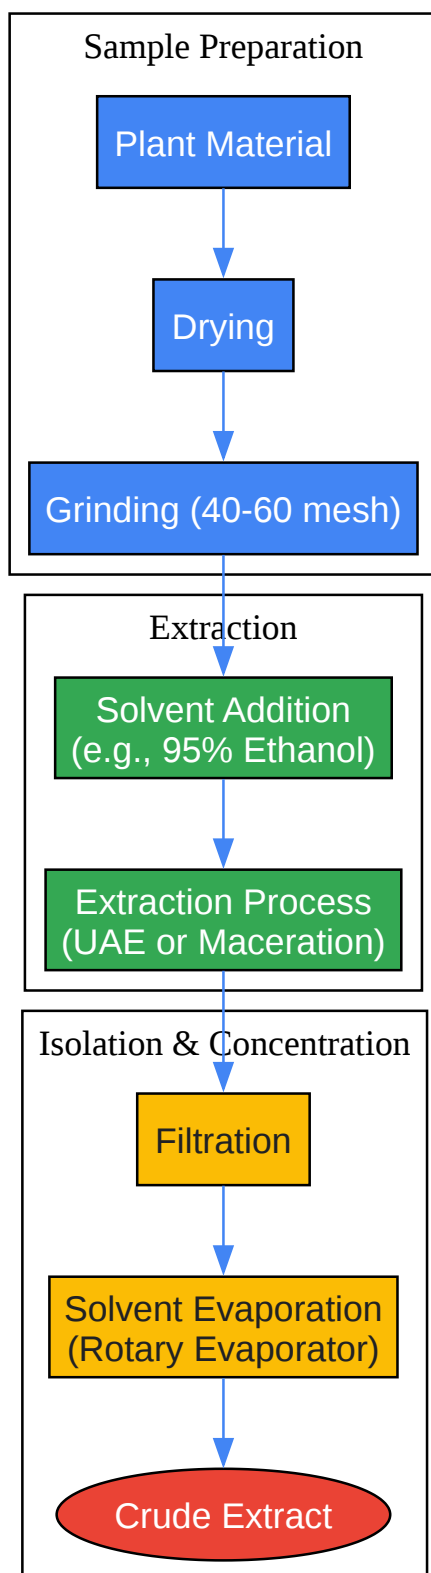 Sample Preparation
Plant Material
Drying
Grinding (40-60 mesh)
Extraction
Solvent Addition
(e.g., 95% Ethanol)
Extraction Process
(UAE or Maceration)
Isolation & Concentration
Filtration
Solvent Evaporation
(Rotary Evaporator)
Crude Extract